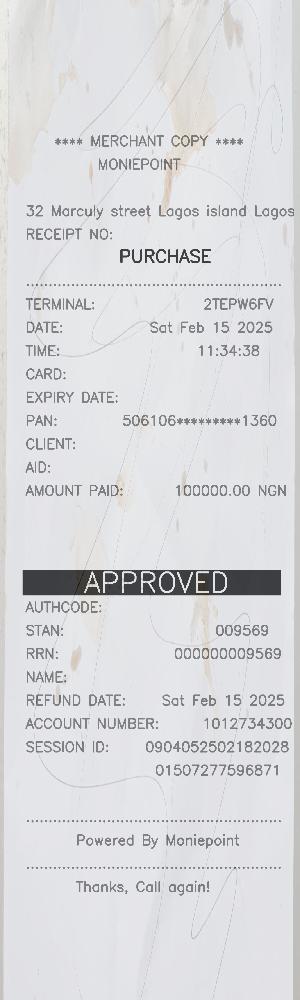 **** MERCHANT COPY ****
MONIEPOINT
32 Marculy street Lagos island Lagos
RECEIPT NO:
PURCHASE
TERMINAL: 2TEPW6FV
DATE: Sat Feb 15 2025
TIME: 11:34:38
CARD:
EXPIRY DATE:
PAN: 506106*********1360
CLIENT:
AID:
AMOUNT PAID: 100000.00 NGN
APPROVED
AUTHCODE:
STAN: 009569
RRN: 000000009569
NAME:
REFUND DATE: Sat Feb 15 2025
ACCOUNT NUMBER: 1012734300
SESSION ID: 0904052502182028
01507277596871
Powered By Moniepoint
Thanks, Call again!